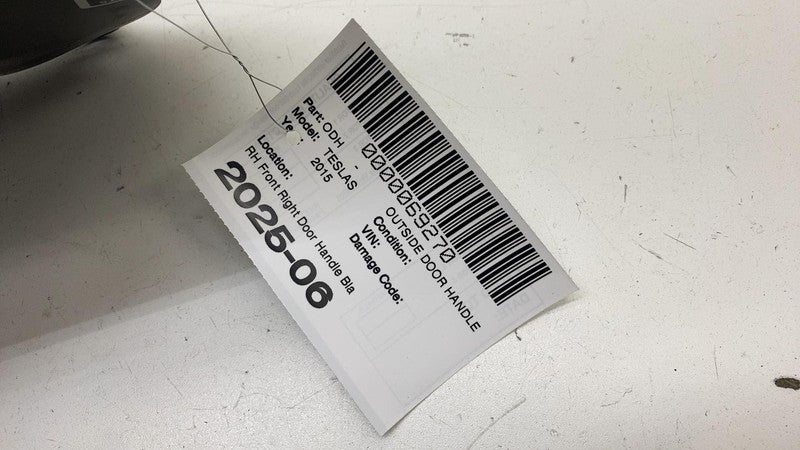 0000069270
Part: ODH - OUTSIDE DOOR HANDLE
Model: TESLAS Condition:
Ye : 2015 VIN:
Damage Code:
Location:
RH Front Right Door Handle Bla
2025-06